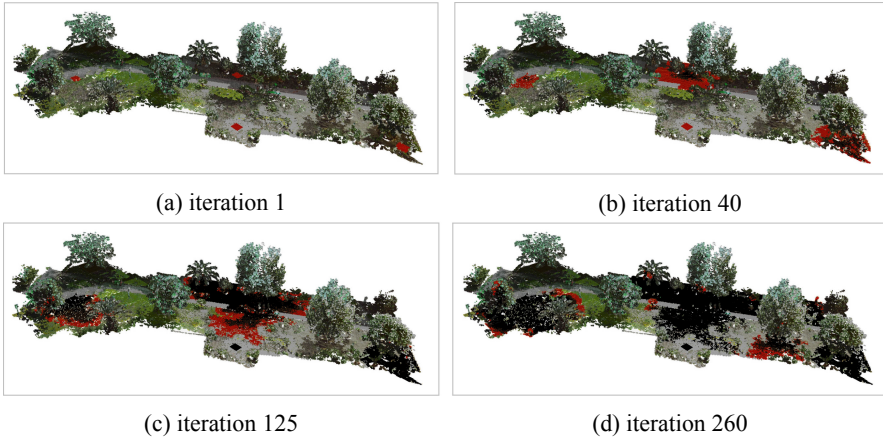 (a) iteration 1
(b) iteration 40
(c) iteration 125
(d) iteration 260